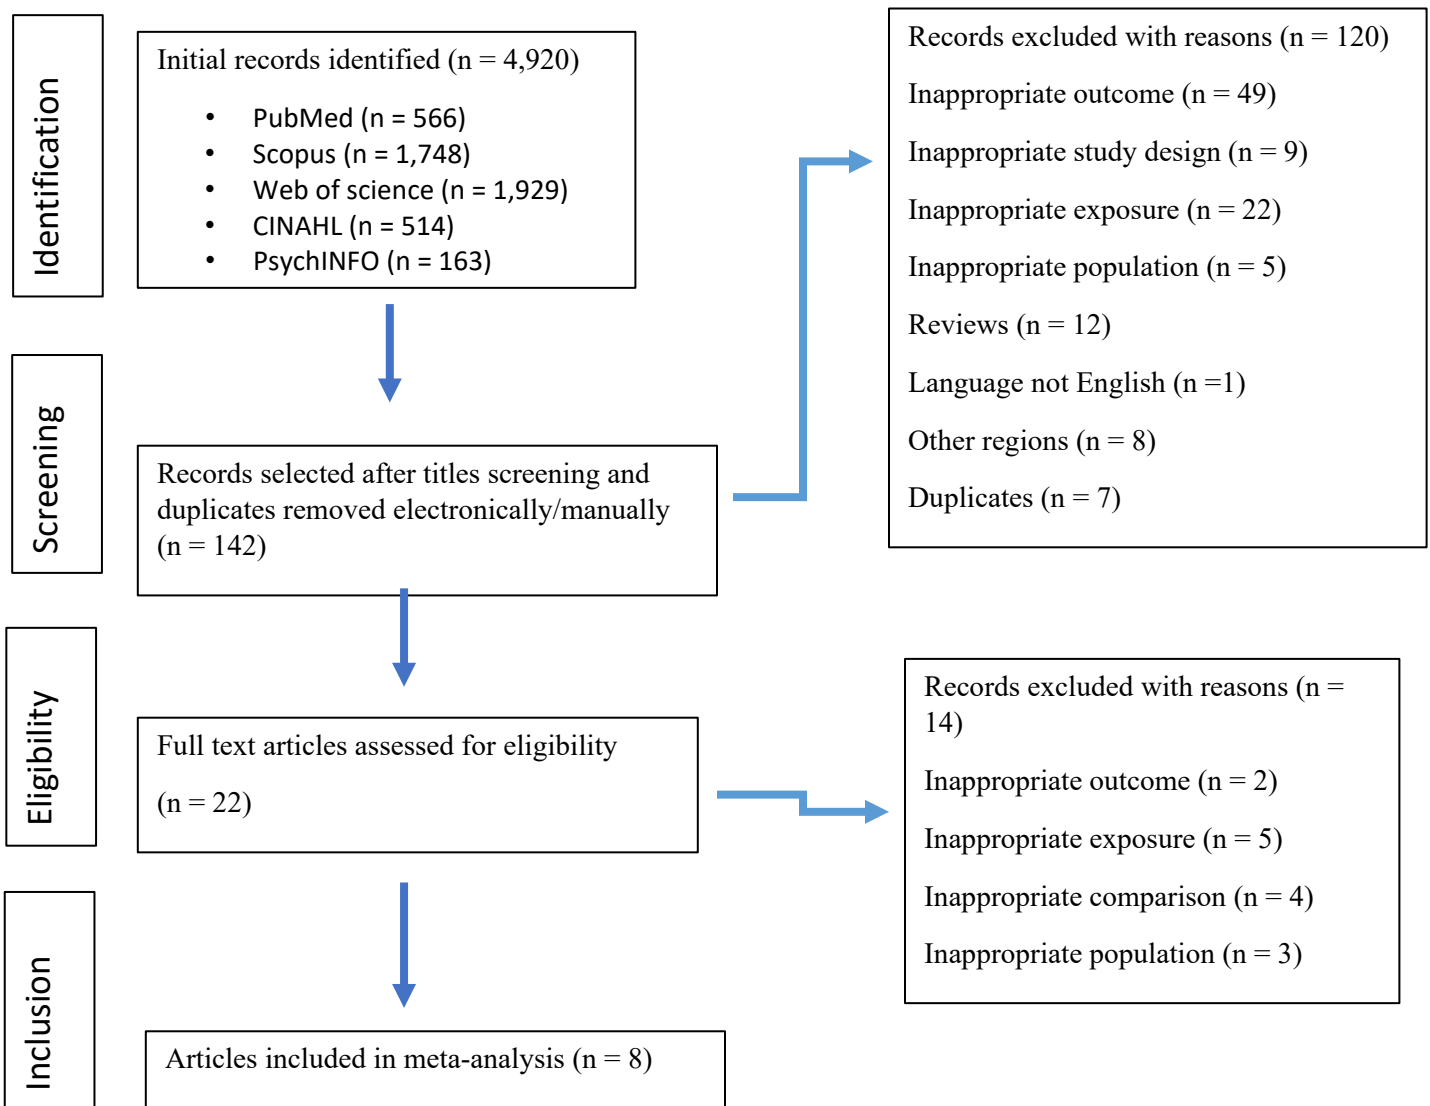 Identification
Initial records identified (n = 4,920)
• PubMed (n = 566)
• Scopus (n = 1,748)
• Web of science (n = 1,929)
• CINAHL (n = 514)
• PsychINFO (n = 163)
Records excluded with reasons (n = 120)
Inappropriate outcome (n = 49)
Inappropriate study design (n = 9)
Inappropriate exposure (n = 22)
Inappropriate population (n = 5)
Reviews (n = 12)
Language not English (n =1)
Other regions (n = 8)
Duplicates (n = 7)
Screening
Records selected after titles screening and
duplicates removed electronically/manually
(n = 142)
Eligibility
Full text articles assessed for eligibility
(n = 22)
Records excluded with reasons (n =
14)
Inappropriate outcome (n = 2)
Inappropriate exposure (n = 5)
Inappropriate comparison (n = 4)
Inappropriate population (n = 3)
Inclusion
Articles included in meta-analysis (n = 8)